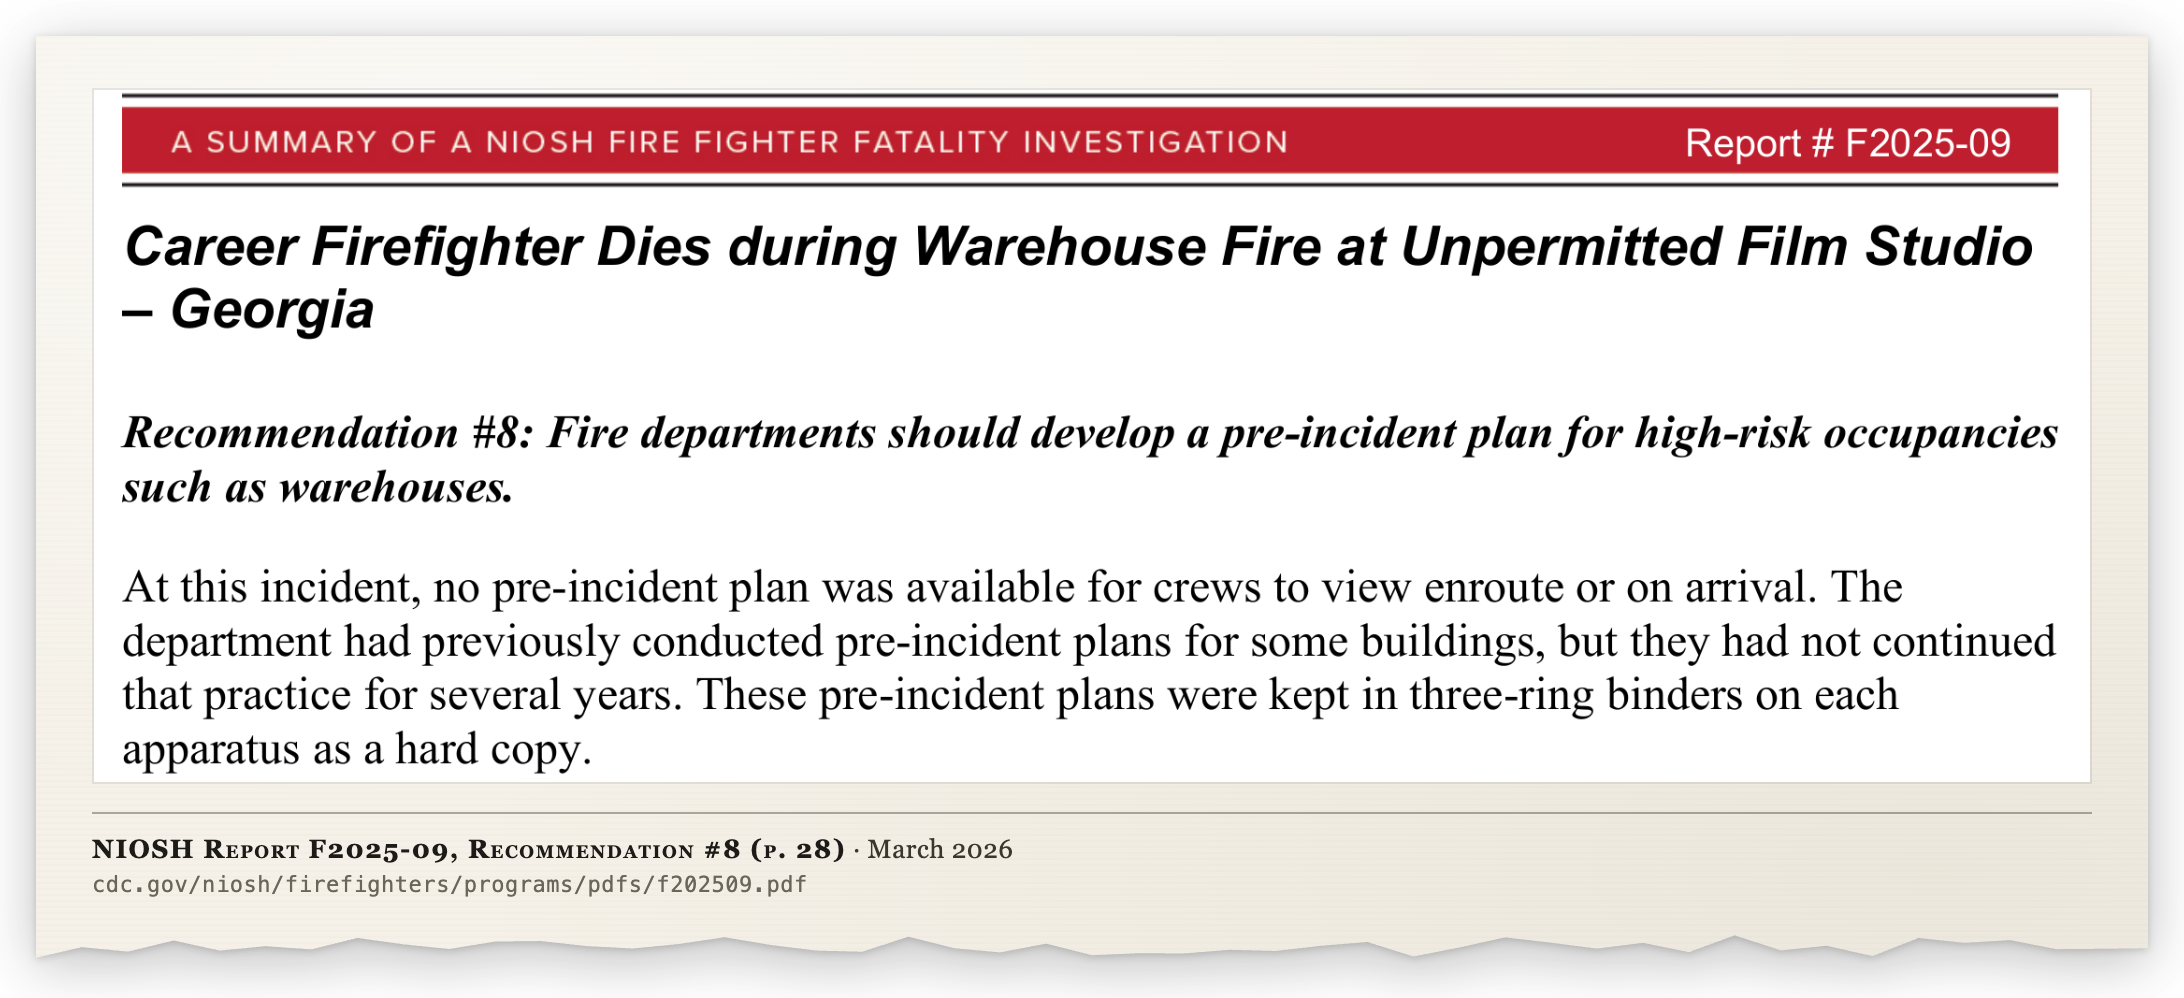 A SUMMARY OF A NIOSH FIRE FIGHTER FATALITY INVESTIGATION Report # F2025-09
Career Firefighter Dies during Warehouse Fire at Unpermitted Film Studio
– Georgia
Recommendation #8: Fire departments should develop a pre-incident plan for high-risk occupancies
such as warehouses.
At this incident, no pre-incident plan was available for crews to view enroute or on arrival. The
department had previously conducted pre-incident plans for some buildings, but they had not continued
that practice for several years. These pre-incident plans were kept in three-ring binders on each
apparatus as a hard copy.
NIOSH Report F2025-09, Recommendation #8 (p. 28) · March 2026
cdc.gov/niosh/firefighters/programs/pdfs/f202509.pdf